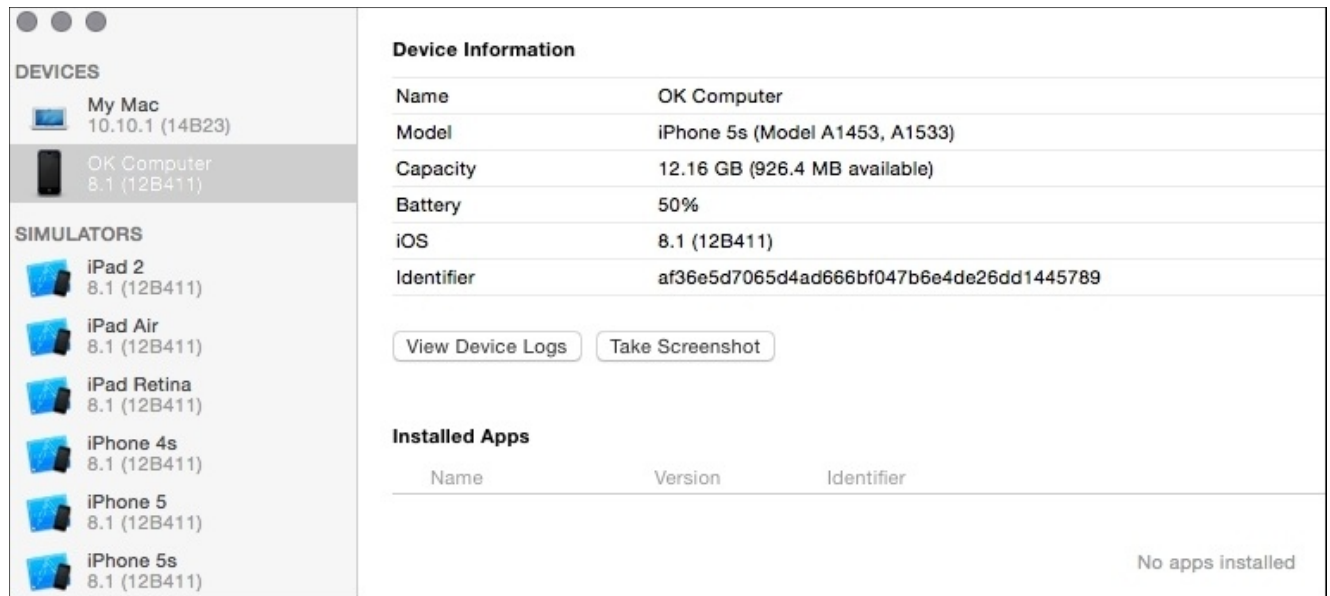 DEVICES
My Mac
10.10.1 (14B23)
OK Computer
8.1 (12B411)
SIMULATORS
iPad 2
8.1 (12B411)
iPad Air
8.1 (12B411)
iPad Retina
8.1 (12B411)
iPhone 4s
8.1 (12B411)
iPhone 5
8.1 (12B411)
iPhone 5s
8.1 (12B411)
Device Information
Name OK Computer
Model iPhone 5s (Model A1453, A1533)
Capacity 12.16 GB (926.4 MB available)
Battery 50%
iOS 8.1 (12B411)
Identifier af36e5d7065d4ad666bf047b6e4de26dd1445789
View Device Logs Take Screenshot
Installed Apps
Name Version Identifier
No apps installed